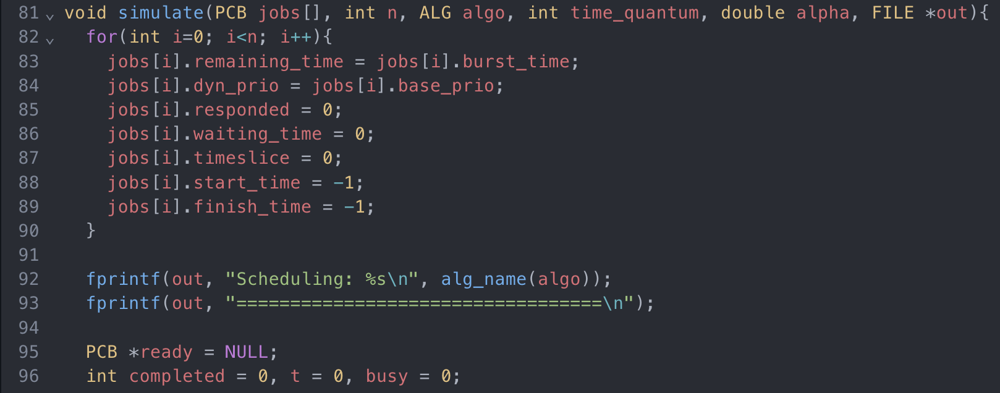 81 void simulate(PCB jobs[], int n, ALG algo, int time_quantum, double alpha, FILE *out){
82   for(int i=0; i<n; i++){
83     jobs[i].remaining_time = jobs[i].burst_time;
84     jobs[i].dyn_prio = jobs[i].base_prio;
85     jobs[i].responded = 0;
86     jobs[i].waiting_time = 0;
87     jobs[i].timeslice = 0;
88     jobs[i].start_time = -1;
89     jobs[i].finish_time = -1;
90   }
91
92   fprintf(out, "Scheduling: %s\n", alg_name(algo));
93   fprintf(out, "==================================\n");
94
95   PCB *ready = NULL;
96   int completed = 0, t = 0, busy = 0;